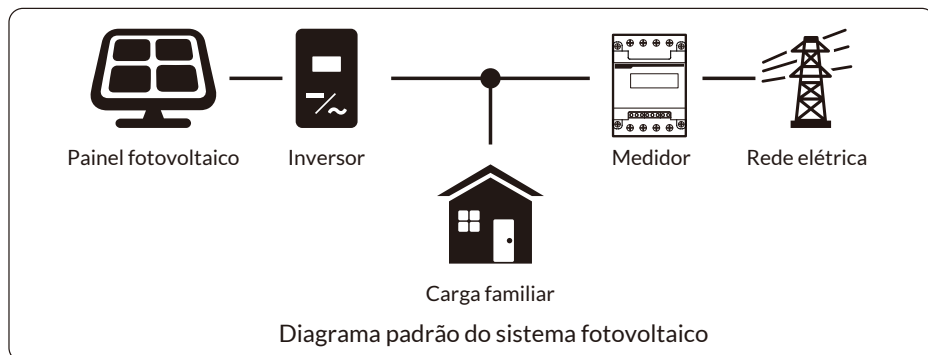 Painel fotovoltaico
Inversor
Medidor
Rede elétrica
Carga familiar
Diagrama padrão do sistema fotovoltaico